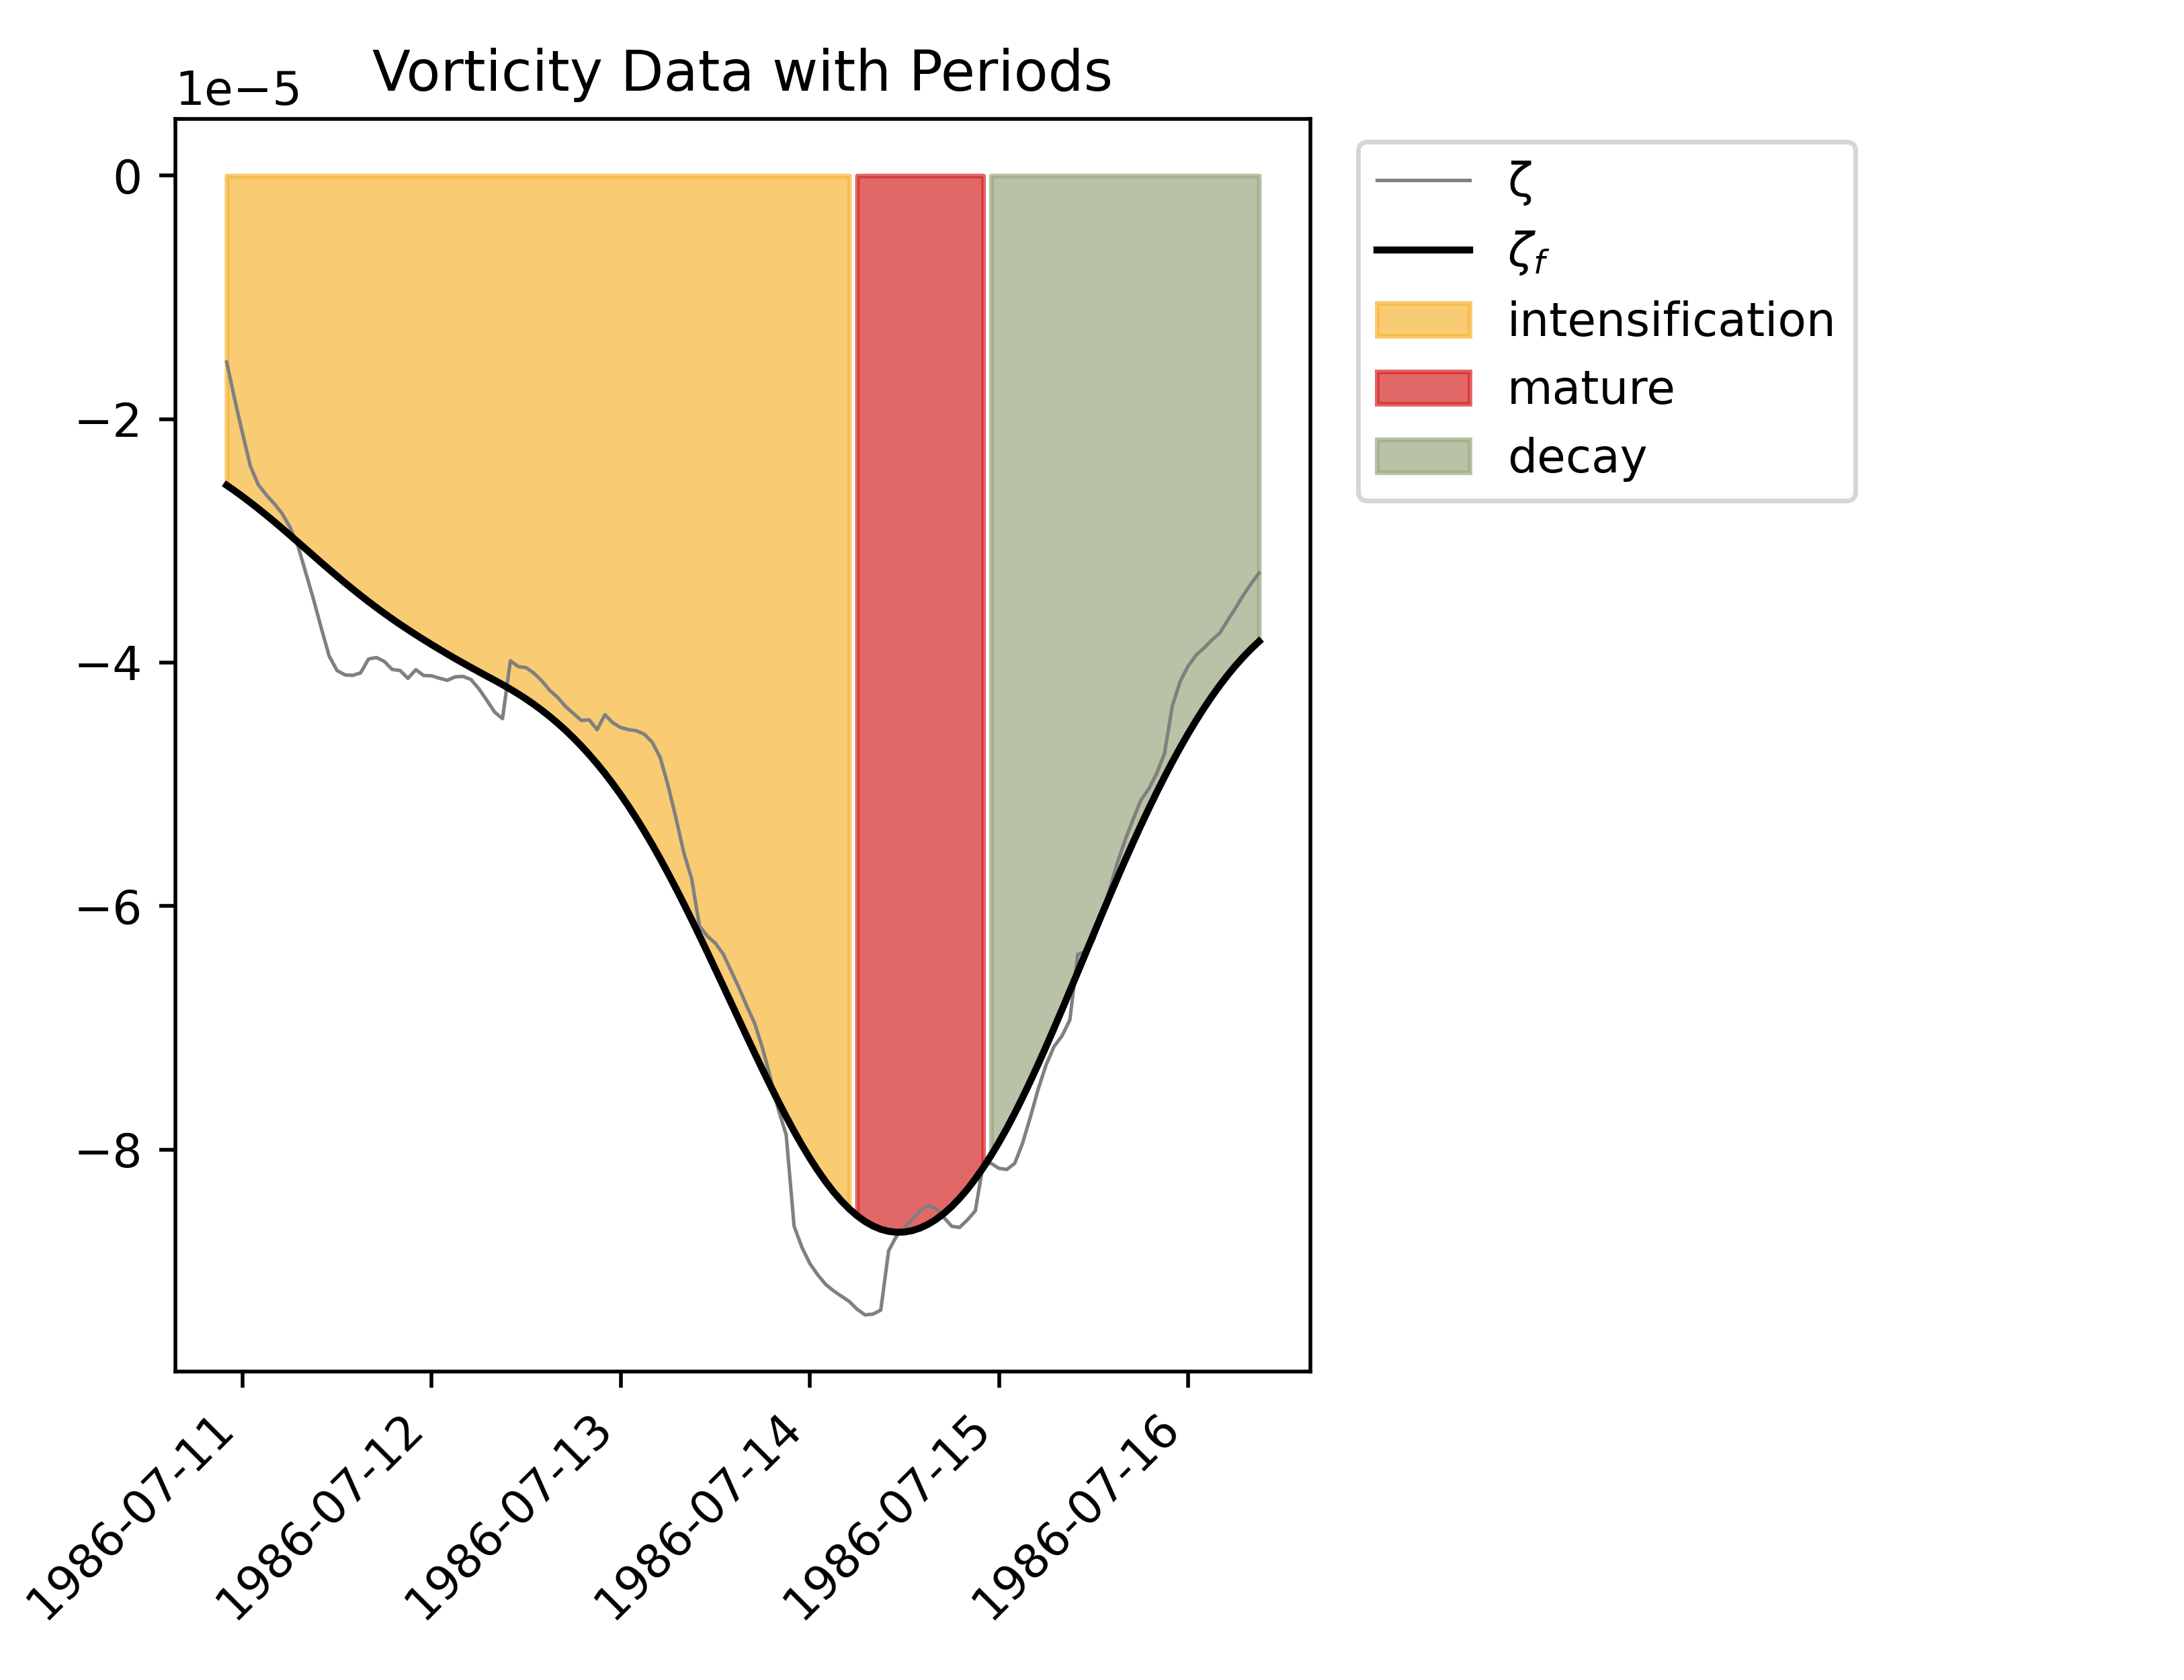 Vorticity Data with Periods
1e−5
0
−2
−4
−6
−8
1986-07-11
1986-07-12
1986-07-13
1986-07-14
1986-07-15
1986-07-16
ζ
ζf
intensification
mature
decay